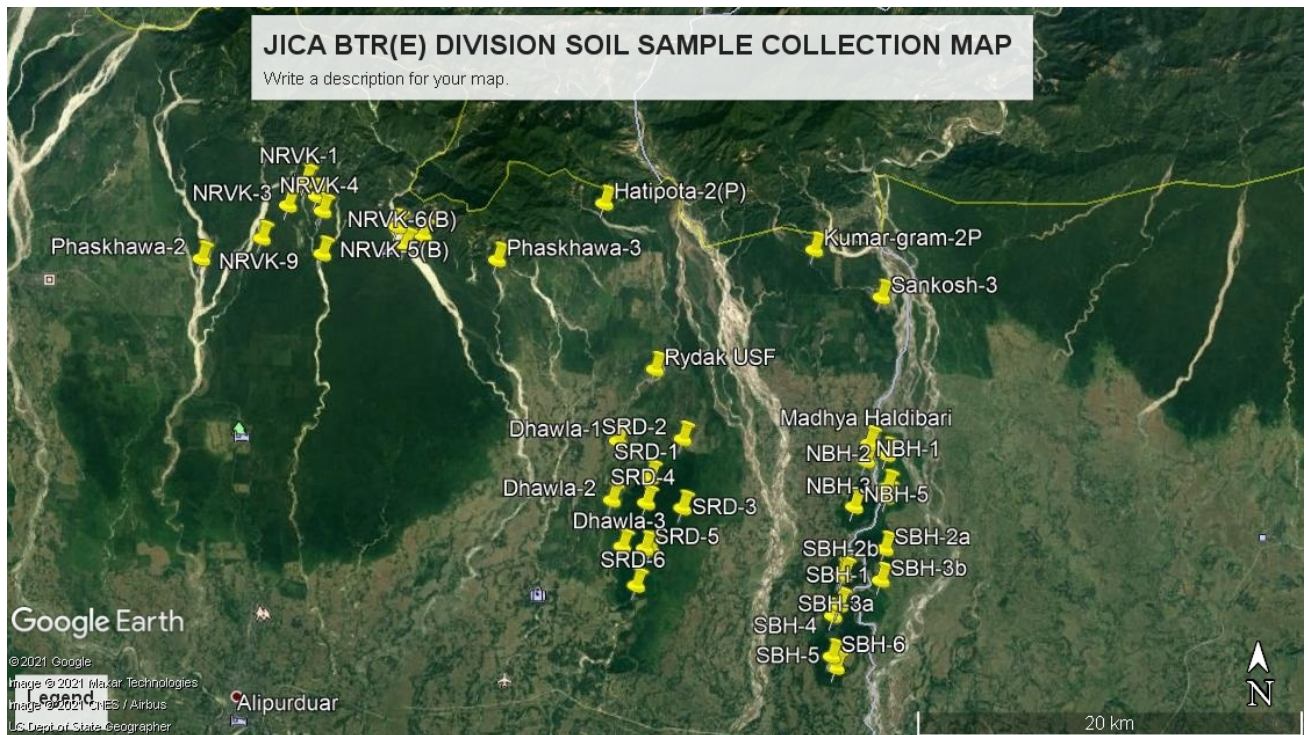 JICA BTR(E) DIVISION SOIL SAMPLE COLLECTION MAP
Write a description for your map.
NRVK-1
NRVK-3
NRVK-4
Hatipota-2(P)
NRVK-6(B)
Phaskhawa-2
NRVK-9
NRVK-5(B)
Phaskhawa-3
Kumar-gram-2P
Sankosh-3
Rydak USF
Madhya Haldibari
Dhawla-1
SRD-2
SRD-1
NBH-2
NBH-1
SRD-4
Dhawla-2
NBH-3
NBH-5
SRD-3
Dhawla-3
SRD-5
SBH-2a
SBH-2b
SRD-6
SBH-1
SBH-3b
SBH-3a
SBH-4
SBH-6
SBH-5
Google Earth
©2021 Google
Image © 2021 Maxar Technologies
Legend
Image © 2021 CNES / Airbus
US Dept of State Geographer
Alipurduar
N
20 km